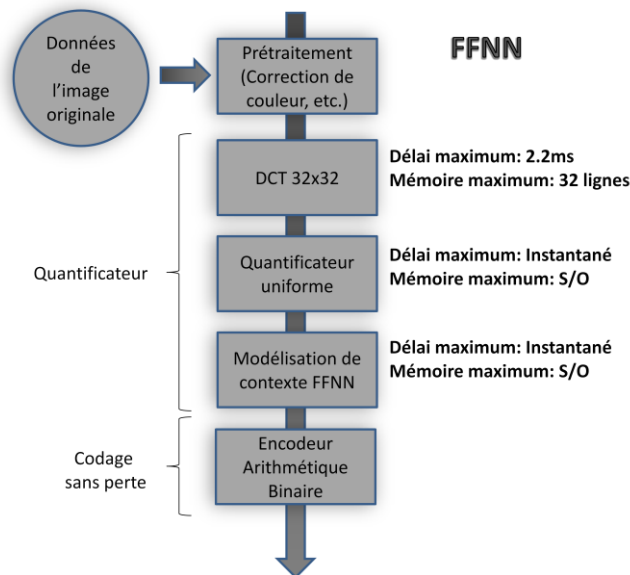 FFNN
Données
de
l'image
originale
Prétraitement
(Correction de
couleur, etc.)
Quantificateur
DCT 32x32
Délai maximum: 2.2ms
Mémoire maximum: 32 lignes
Quantificateur
uniforme
Délai maximum: Instantané
Mémoire maximum: S/O
Modélisation de
contexte FFNN
Délai maximum: Instantané
Mémoire maximum: S/O
Codage
sans perte
Encodeur
Arithmétique
Binaire